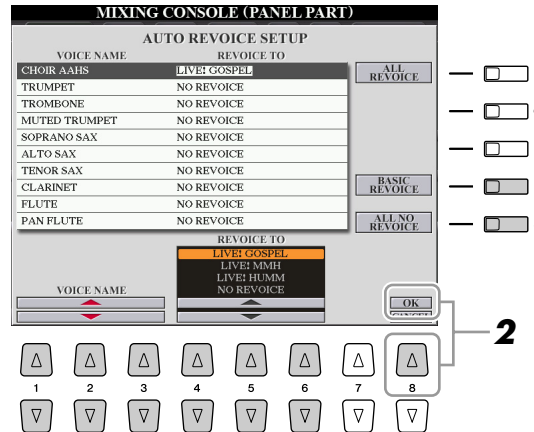 MIXING CONSOLE (PANEL PART)
AUTO REVOICE SETUP
VOICE NAME REVOICE TO
CHOIR AAHS LIVE! GOSPEL
TRUMPET NO REVOICE
TROMBONE NO REVOICE
MUTED TRUMPET NO REVOICE
SOPRANO SAX NO REVOICE
ALTO SAX NO REVOICE
TENOR SAX NO REVOICE
CLARINET NO REVOICE
FLUTE NO REVOICE
PAN FLUTE NO REVOICE
ALL
REVOICE
BASIC
REVOICE
ALL NO
REVOICE
REVOICE TO
LIVE! GOSPEL
LIVE! MMH
LIVE! HUMM
NO REVOICE
VOICE NAME
OK
CANCEL
2
1 2 3 4 5 6 7 8